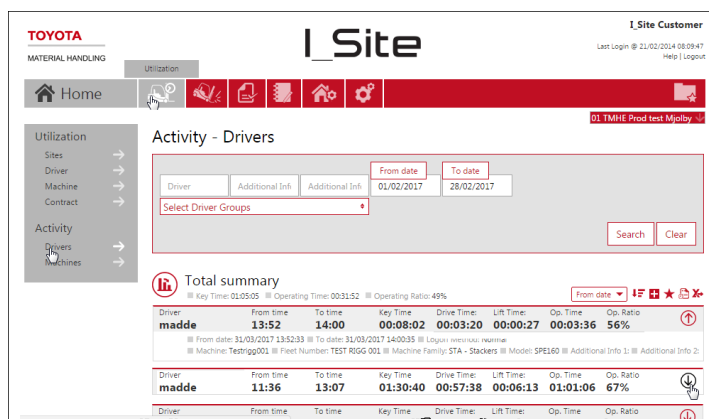 I_Site Customer
TOYOTA
MATERIAL HANDLING
I_Site
Last Login @ 21/02/2014 08:09:47
Help | Logout
Utilization
Home
01 TMHE Prod test Mjolby
Utilization
Sites
Driver
Machine
Contract
Activity
Drivers
Machines
Activity - Drivers
From date To date
Driver Additional Inf Additional Inf 01/02/2017 28/02/2017
Select Driver Groups
Search Clear
Total summary
Key Time: 01:05:05 Operating Time: 00:31:52 Operating Ratio: 49%
From date
Driver From time To time Key Time Drive Time: Lift Time: Op. Time Op. Ratio
madde 13:52 14:00 00:08:02 00:03:20 00:00:27 00:03:36 56%
From date: 31/03/2017 13:52:33 To date: 31/03/2017 14:00:35 Logon Method: Normal
Machine: Testrigg001 Fleet Number: TEST RIGG 001 Machine Family: STA - Stackers Model: SPE160 Additional Info 1: Additional Info 2:
Driver From time To time Key Time Drive Time: Lift Time: Op. Time Op. Ratio
madde 11:36 13:07 01:30:40 00:57:38 00:06:13 01:01:06 67%
Driver From time To time Key Time Drive Time: Lift Time: Op. Time Op. Ratio